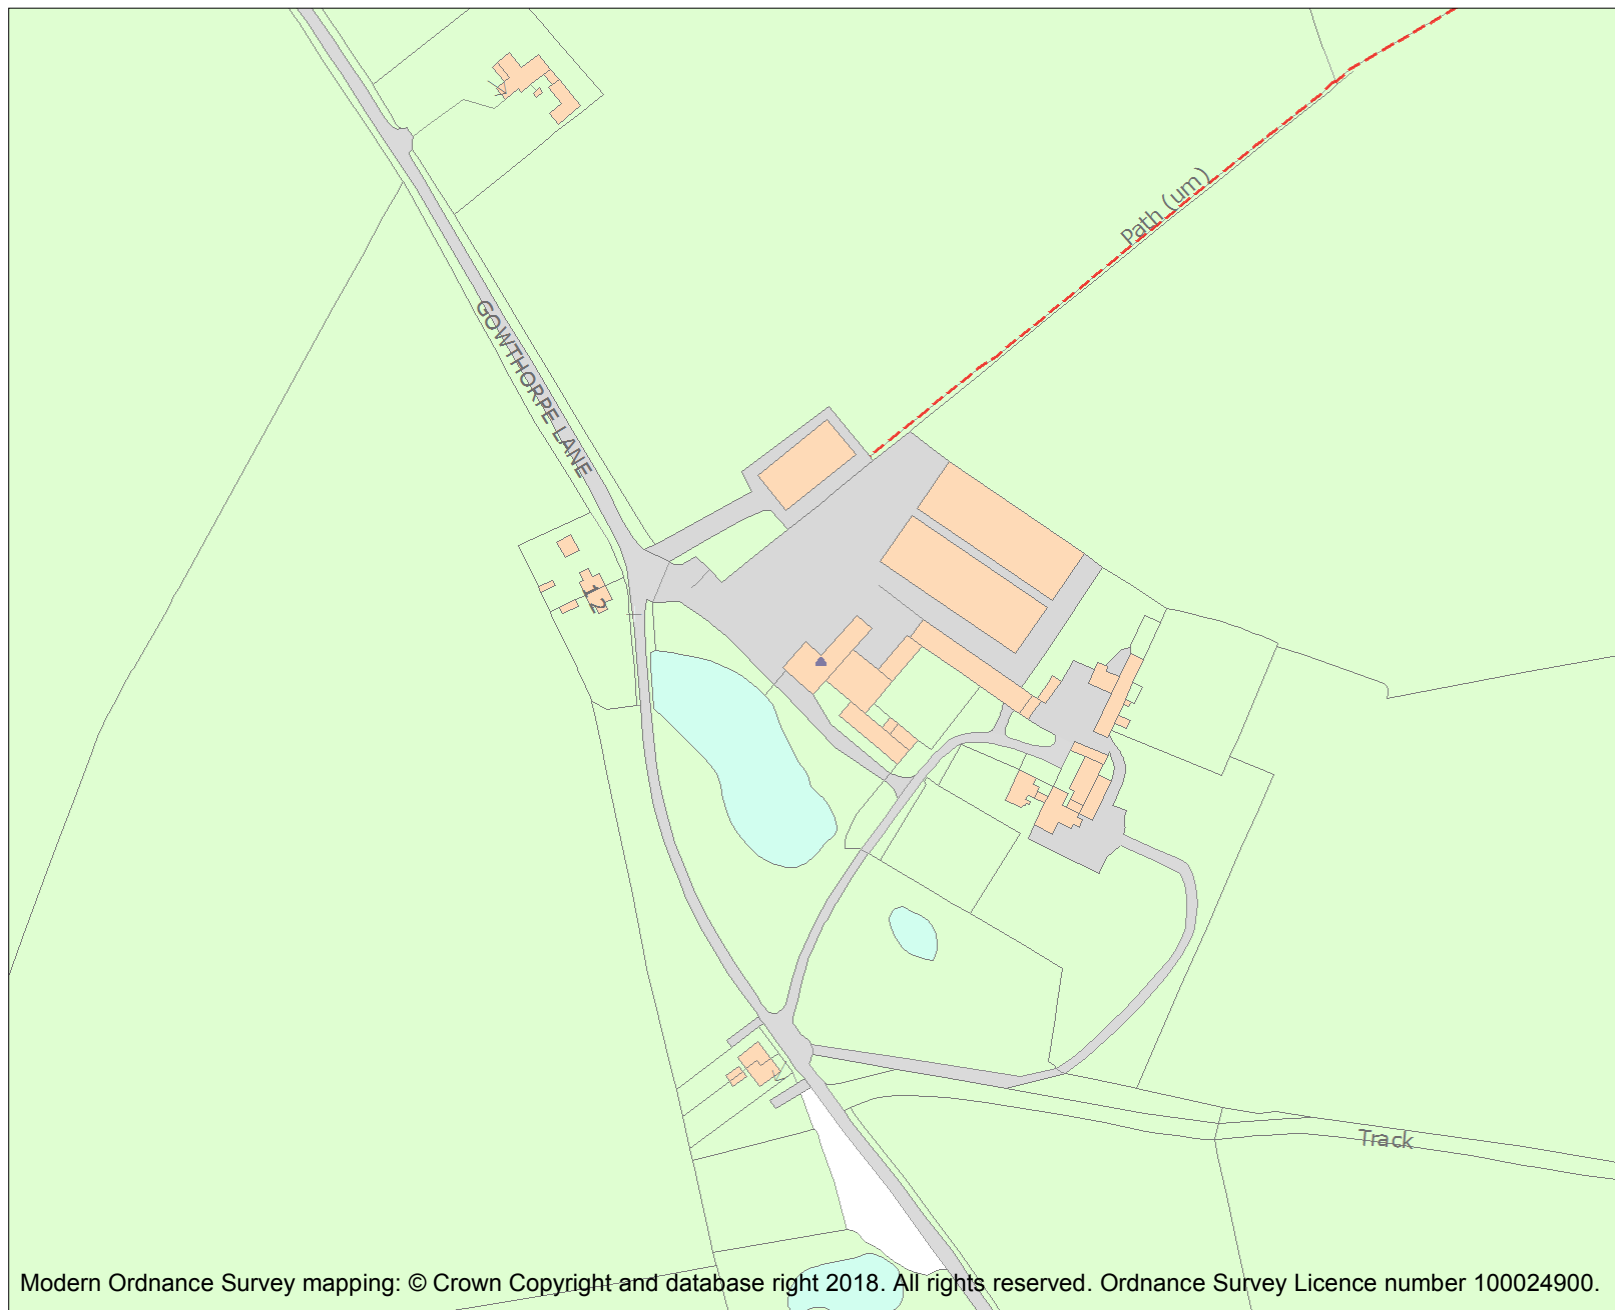 Path (um)
GOWTHORPE LANE
12
Track
Modern Ordnance Survey mapping: © Crown Copyright and database right 2018. All rights reserved. Ordnance Survey Licence number 100024900.